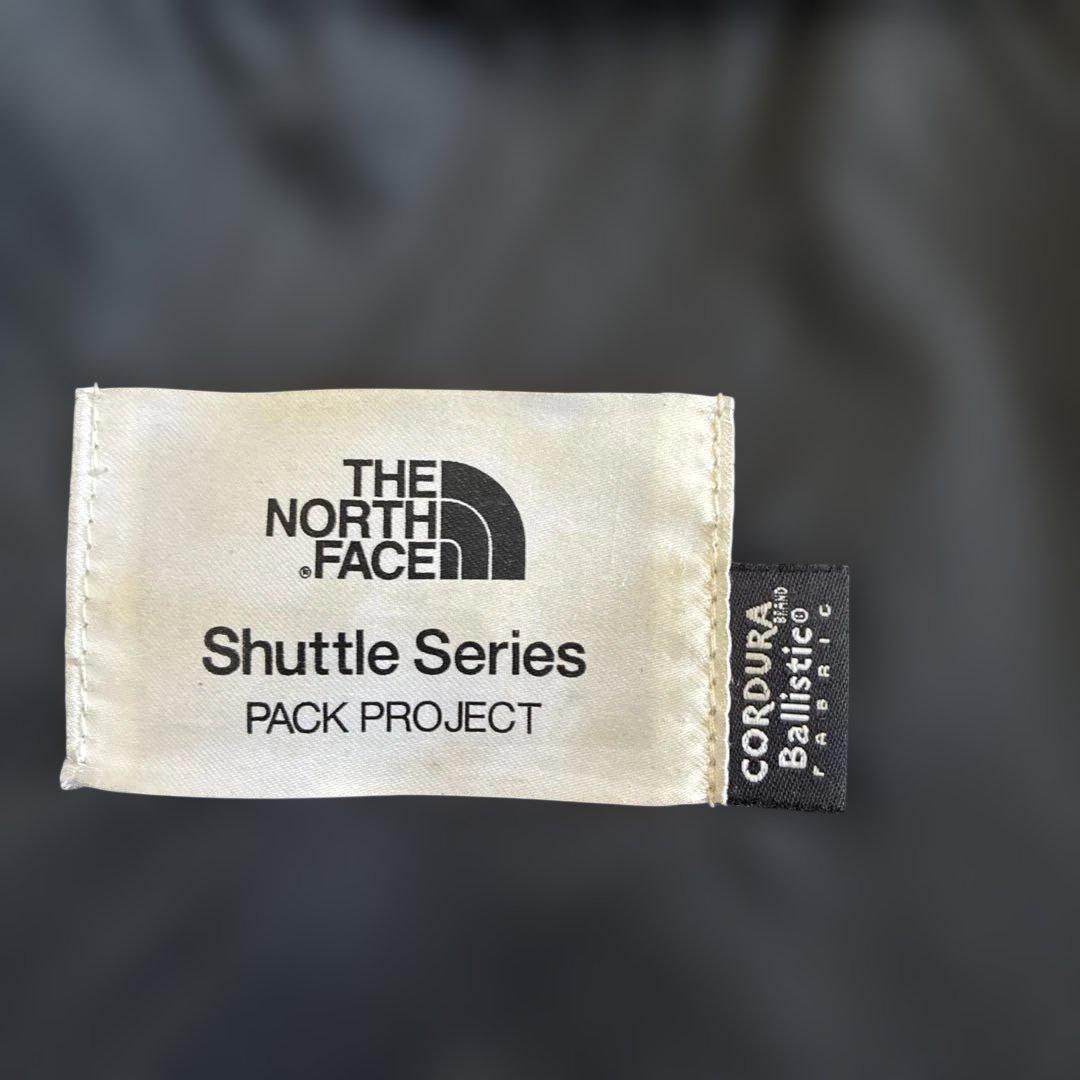 THE
NORTH
®FACE
Shuttle Series
PACK PROJECT
CORDURA
BRAND
Ballistic®
FABRIC